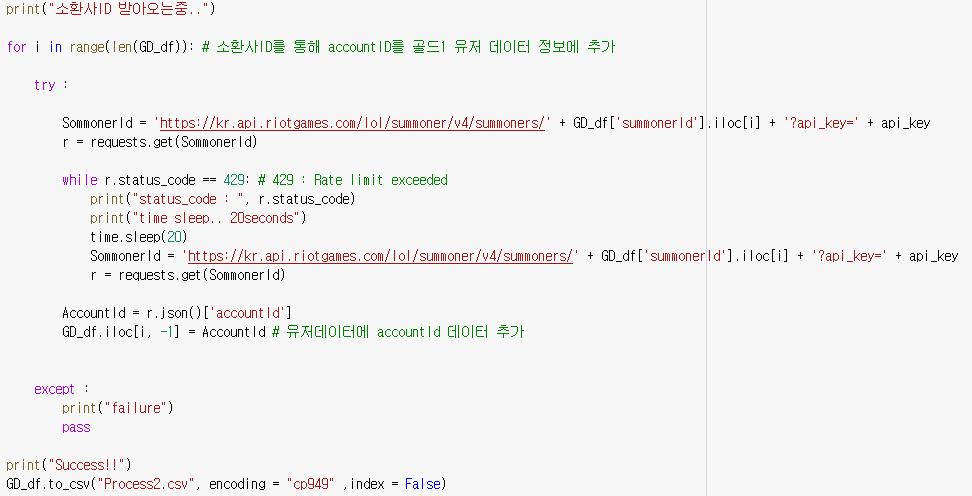 print("소환사ID 받아오는중..")
for i in range(len(GD_df)): # 소환사ID를 통해 accountID를 골드1 유저 데이터 정보에 추가
try :
SommonerId = 'https://kr.api.riotgames.com/lol/summoner/v4/summoners/' + GD_df['summonerId'].iloc[i] + '?api_key=' + api_key
r = requests.get(SommonerId)
while r.status_code == 429: # 429 : Rate limit exceeded
print("status_code : ", r.status_code)
print("time sleep.. 20seconds")
time.sleep(20)
SommonerId = 'https://kr.api.riotgames.com/lol/summoner/v4/summoners/' + GD_df['summonerId'].iloc[i] + '?api_key=' + api_key
r = requests.get(SommonerId)
AccountId = r.json()['accountId']
GD_df.iloc[i, -1] = AccountId # 유저데이터에 accountId 데이터 추가
except :
print("failure")
pass
print("Success!!")
GD_df.to_csv("Process2.csv", encoding = "cp949" ,index = False)